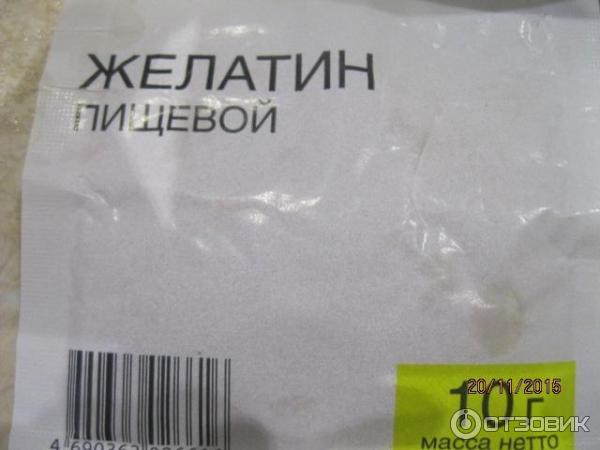 ЖЕЛАТИН
ПИЩЕВОЙ
20/11/2015
10 г
масса нетто
ОТЗОВИК